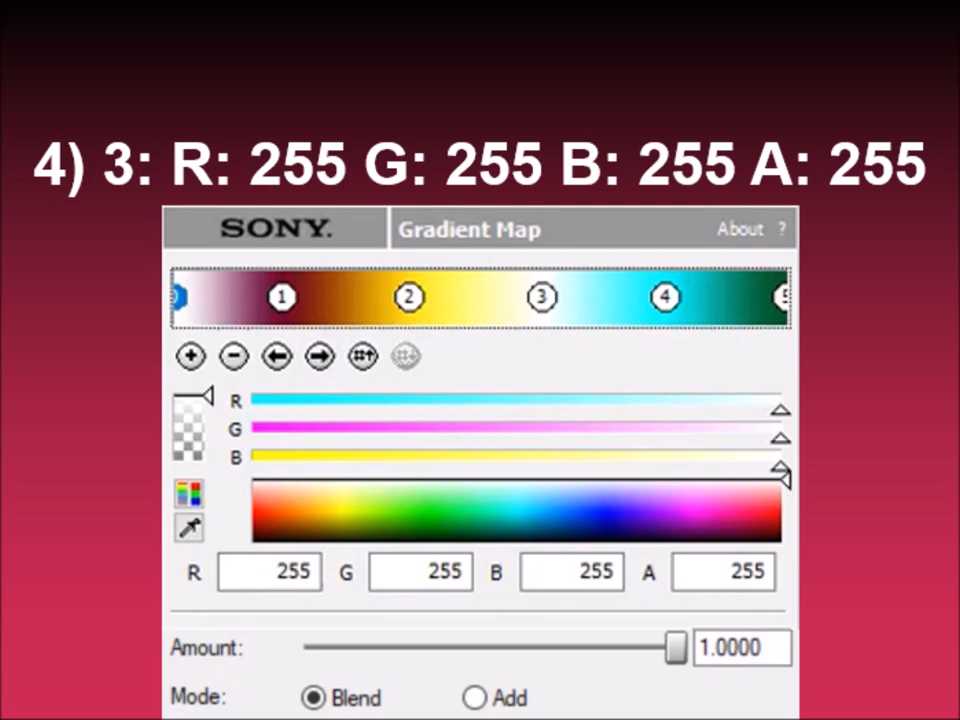 4) 3: R: 255 G: 255 B: 255 A: 255
SONY. Gradient Map About ?
1 2 3 4
R
G
B
R 255 G 255 B 255 A 255
Amount: 1.0000
Mode: Blend Add